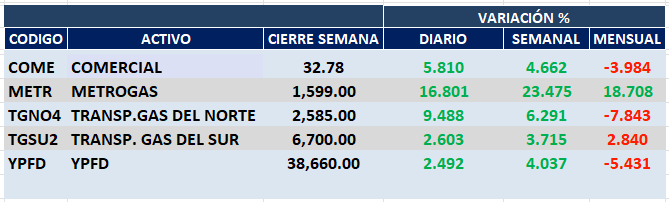 VARIACIÓN %
CODIGO ACTIVO CIERRE SEMANA DIARIO SEMANAL MENSUAL
COME COMERCIAL 32.78 5.810 4.662 -3.984
METR METROGAS 1,599.00 16.801 23.475 18.708
TGNO4 TRANSP.GAS DEL NORTE 2,585.00 9.488 6.291 -7.843
TGSU2 TRANSP. GAS DEL SUR 6,700.00 2.603 3.715 2.840
YPFD YPFD 38,660.00 2.492 4.037 -5.431